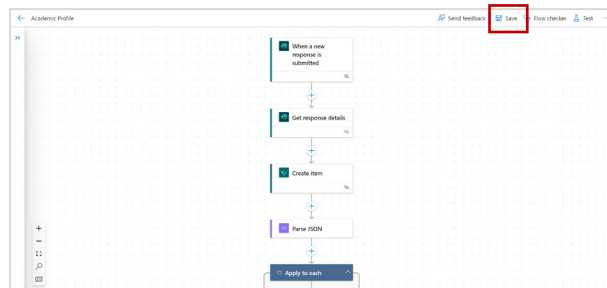 Academic Profile
Send feedback
Save
Flow checker
Test
When a new
response is
submitted
Get response details
Create item
Parse JSON
Apply to each